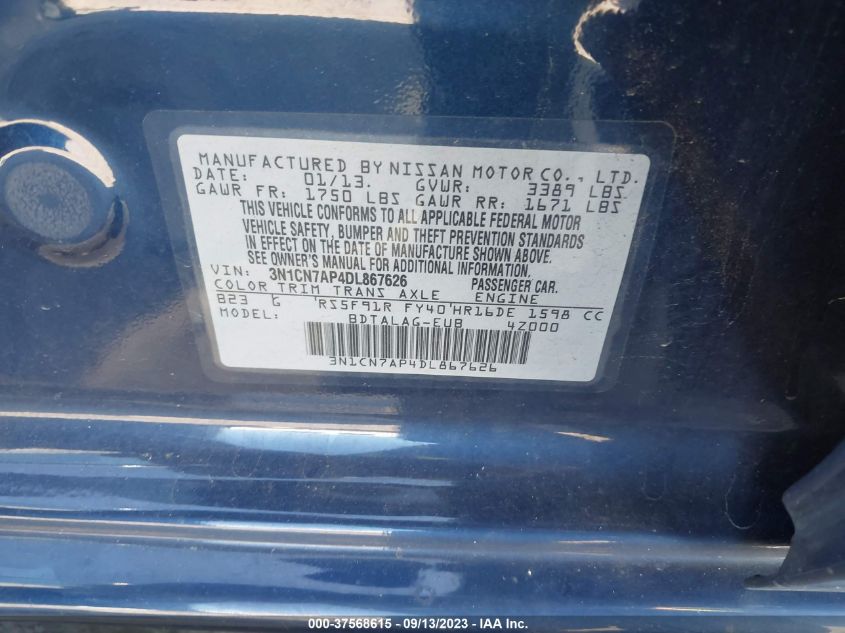 MANUFACTURED BY NISSAN MOTOR CO., LTD.
DATE: 01/13. GVWR: 3389 LBS.
GAWR FR: 1750 LBS GAWR RR: 1671 LBS
THIS VEHICLE CONFORMS TO ALL APPLICABLE FEDERAL MOTOR
VEHICLE SAFETY, BUMPER AND THEFT PREVENTION STANDARDS
IN EFFECT ON THE DATE OF MANUFACTURE SHOWN ABOVE.
SEE OWNER'S MANUAL FOR ADDITIONAL INFORMATION.
VIN: 3N1CN7AP4DL867626 PASSENGER CAR.
COLOR TRIM TRANS AXLE ENGINE
B23 G 'RS5F91R FY40'HR16DE 1598 CC
MODEL: BDTALAG-EUB 4Z000
3N1CN7AP4DL867626
000-37568615 - 09/13/2023 - IAAI.COM